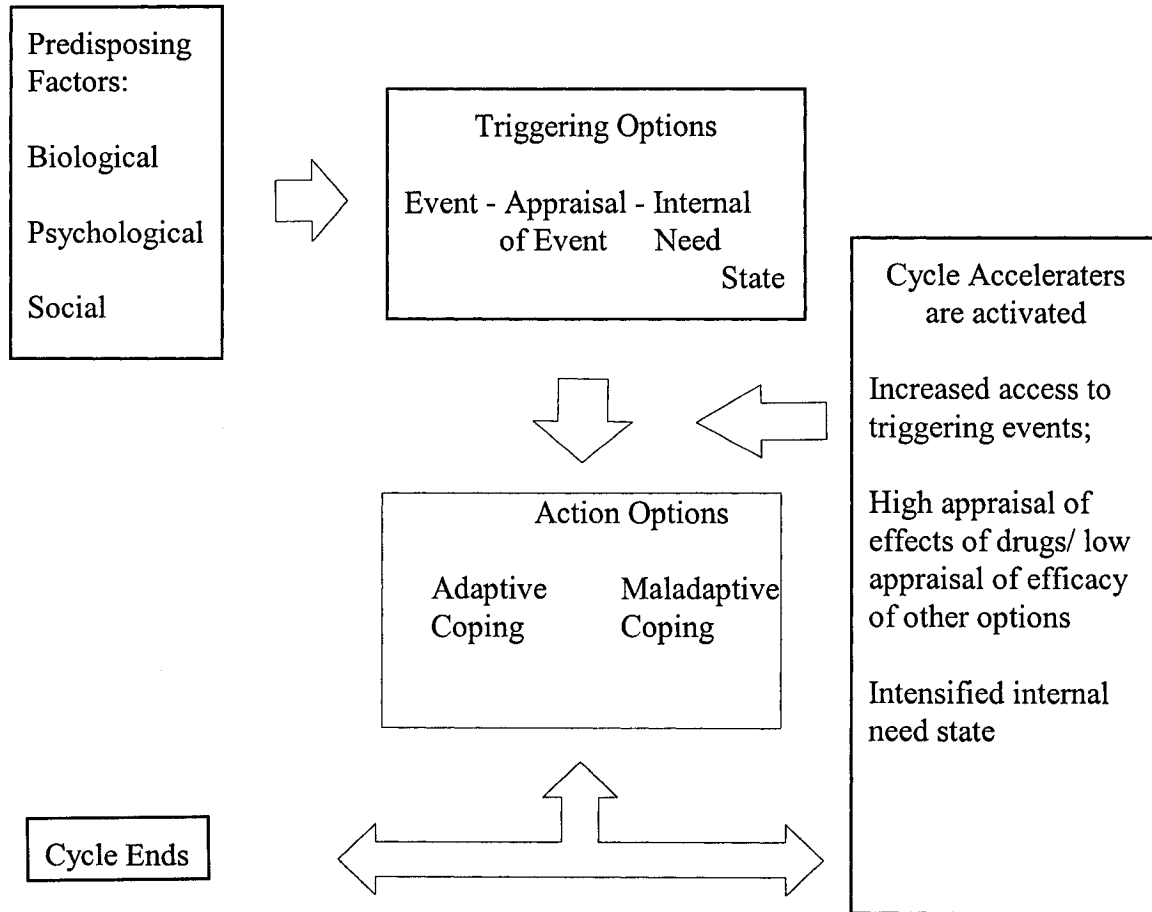 Predisposing
Factors:
Biological
Psychological
Social
Triggering Options
Event - Appraisal - Internal
of Event Need
State
Cycle Acceleraters
are activated
Increased access to
triggering events;
High appraisal of
effects of drugs/ low
appraisal of efficacy
of other options
Intensified internal
need state
Action Options
Adaptive Maladaptive
Coping Coping
Cycle Ends